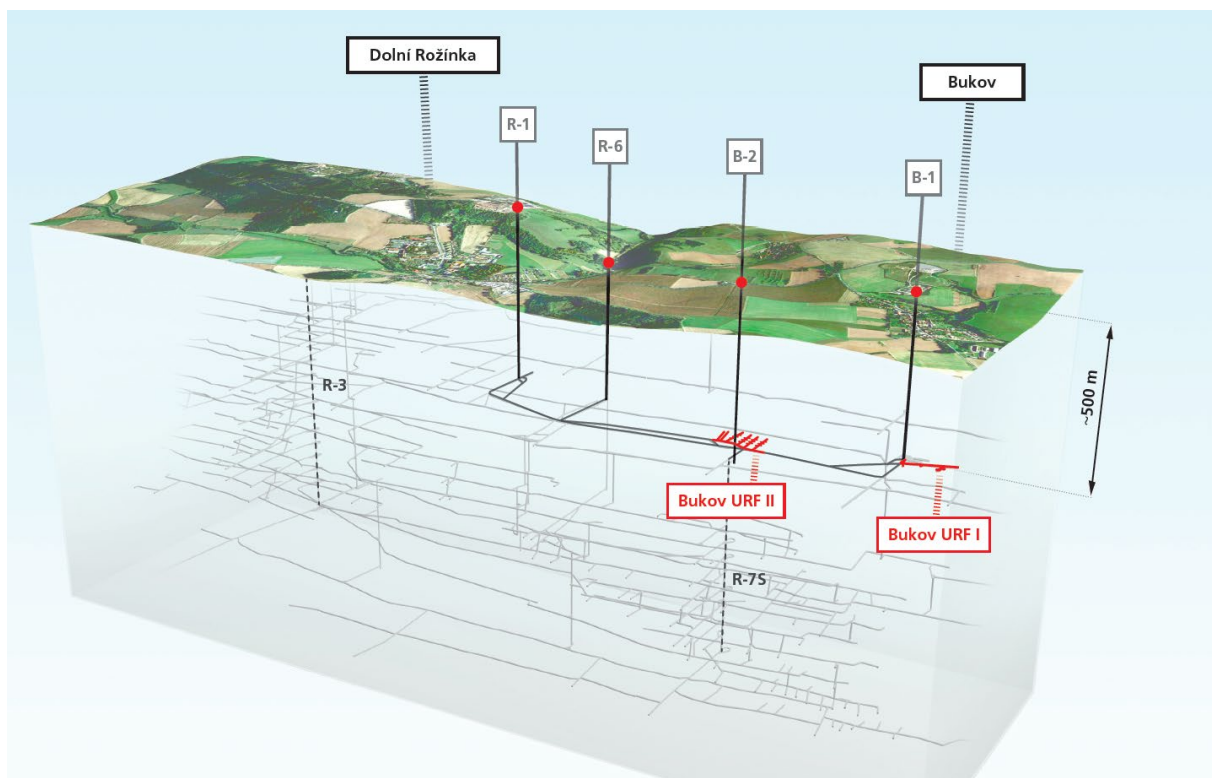 Dolní Rožínka
Bukov
R-1
R-6
B-2
B-1
R-3
~500 m
Bukov URF II
Bukov URF I
R-7S